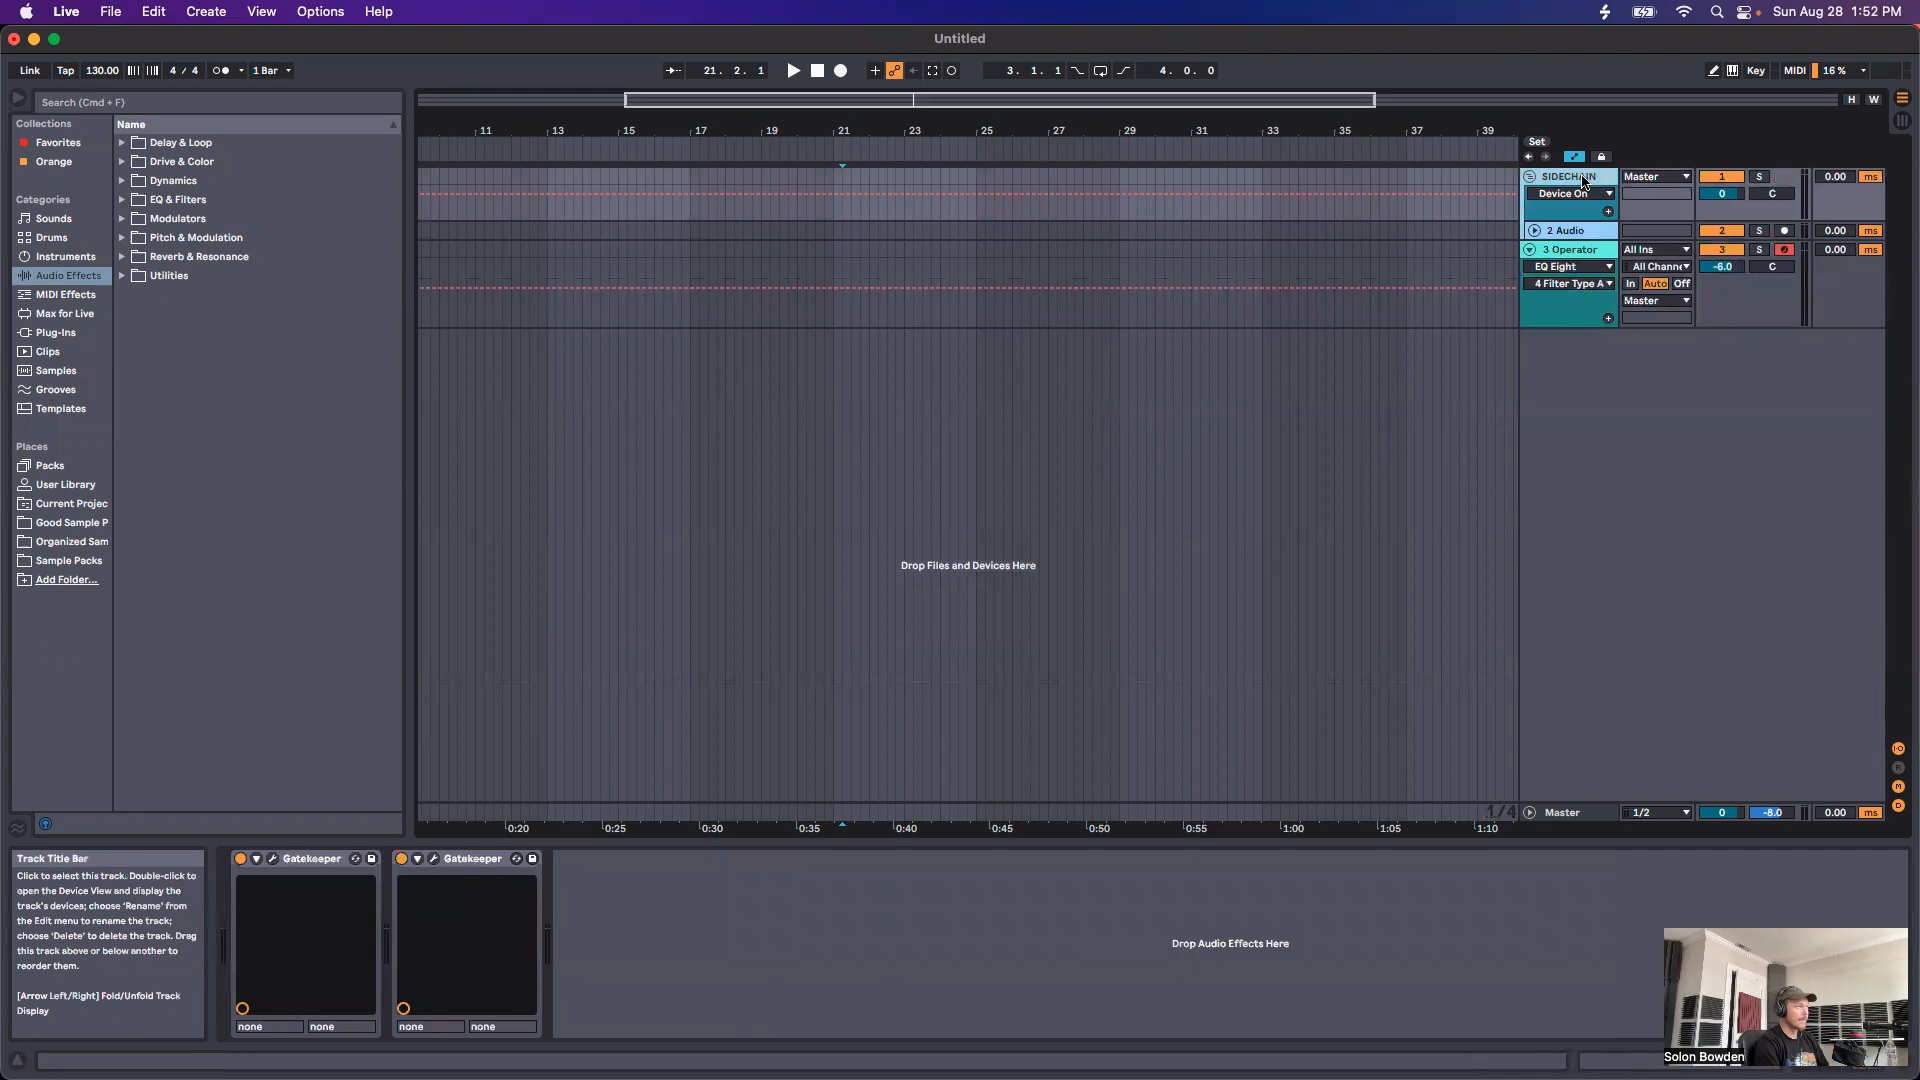 Live File Edit Create View Options Help
Sun Aug 28 1:52 PM
Untitled
Link Tap 130.00 4 / 4 1 Bar
21. 2. 1
3. 1. 1
4. 0. 0
Key MIDI 16 %
Search (Cmd + F)
H W
Collections
Favorites
Orange
Categories
Sounds
Drums
Instruments
Audio Effects
MIDI Effects
Max for Live
Plug-Ins
Clips
Samples
Grooves
Templates
Places
Packs
User Library
Current Projec
Good Sample P
Organized Sam
Sample Packs
Add Folder...
Name
Delay & Loop
Drive & Color
Dynamics
EQ & Filters
Modulators
Pitch & Modulation
Reverb & Resonance
Utilities
11 13 15 17 19 21 23 25 27 29 31 33 35 37 39
Set
SIDECHAIN Master 1 S 0.00 ms
Device On 0 C
2 Audio 2 S 0.00 ms
3 Operator All Ins 3 S 0.00 ms
EQ Eight All Channe -6.0 C
4 Filter Type A In Auto Off
Master
Drop Files and Devices Here
1/4
Master 1/2 0 -8.0 0.00 ms
0:20 0:25 0:30 0:35 0:40 0:45 0:50 0:55 1:00 1:05 1:10
Track Title Bar
Click to select this track. Double-click to
open the Device View and display the
track's devices; choose 'Rename' from
the Edit menu to rename the track;
choose 'Delete' to delete the track. Drag
this track above or below another to
reorder them.
[Arrow Left/Right] Fold/Unfold Track
Display
Gatekeeper
none none
Gatekeeper
none none
Drop Audio Effects Here
Solon Bowden